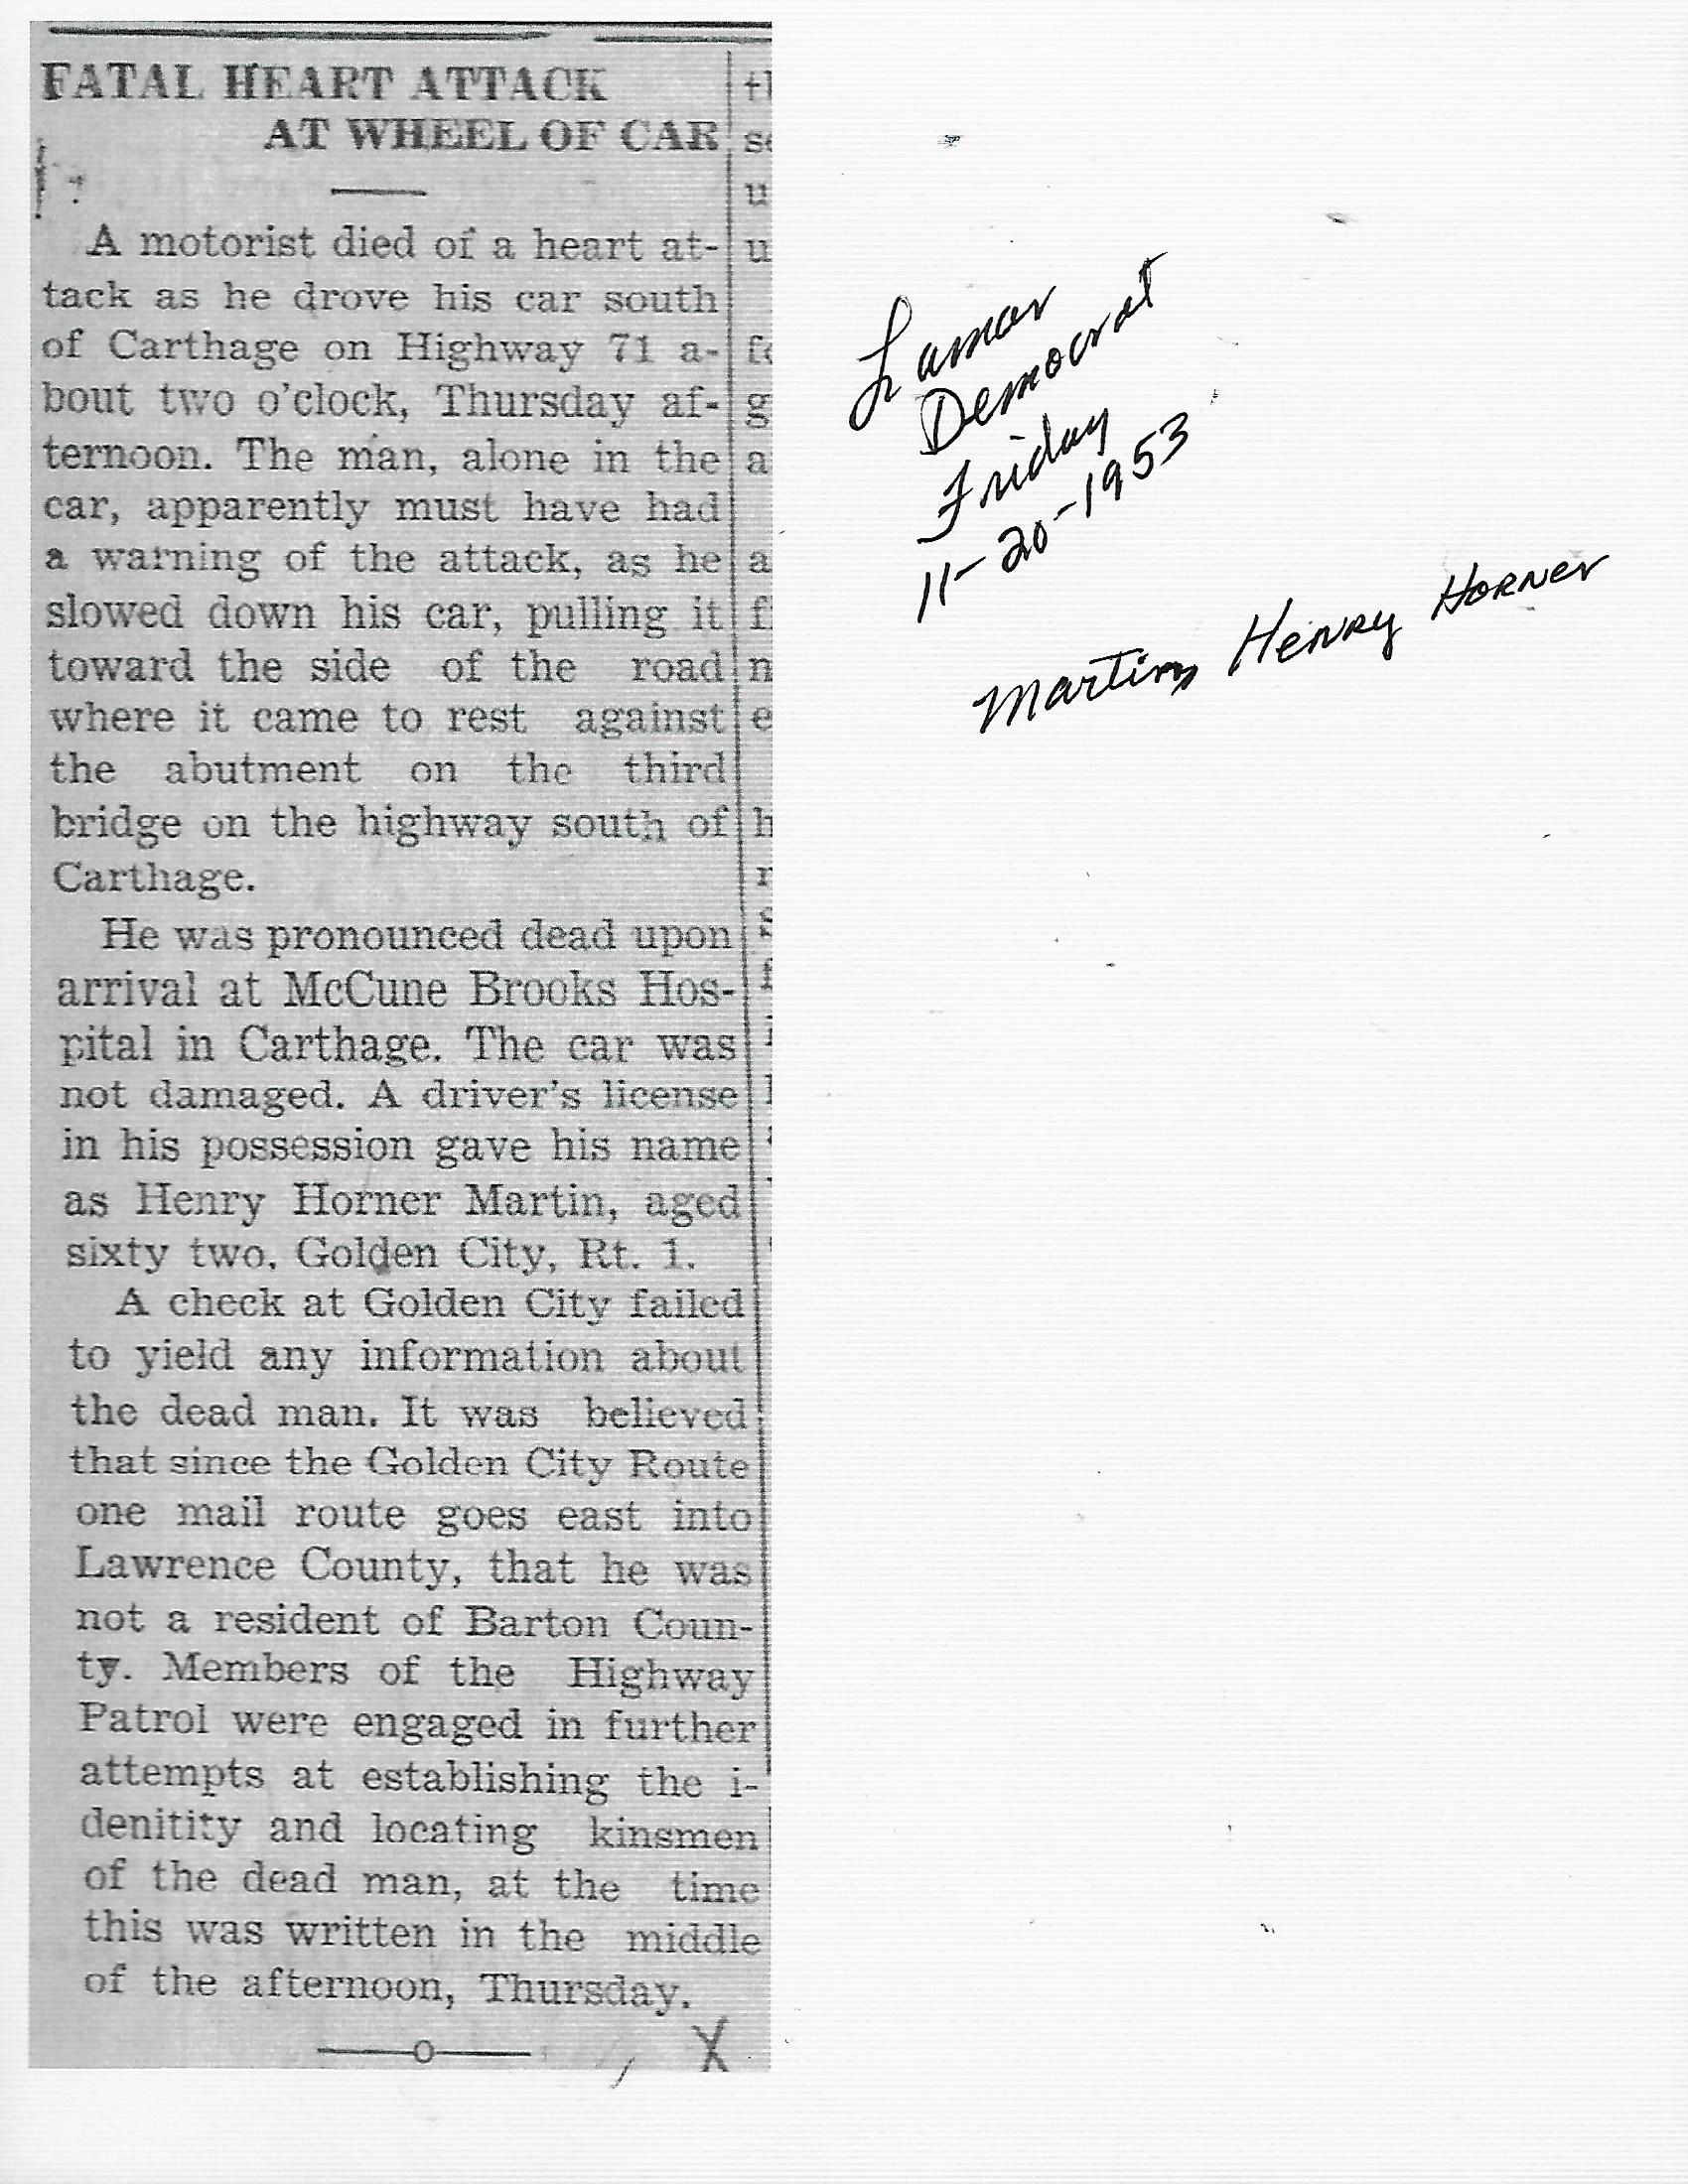 FATAL HEART ATTACK
AT WHEEL OF CAR
A motorist died of a heart at-
tack as he drove his car south
of Carthage on Highway 71 a-
bout two o'clock, Thursday af-
ternoon. The man, alone in the
car, apparently must have had
a warning of the attack, as he
slowed down his car, pulling it
toward the side of the road
where it came to rest against
the abutment on the third
bridge on the highway south of
Carthage.
He was pronounced dead upon
arrival at McCune Brooks Hos-
pital in Carthage. The car was
not damaged. A driver's license
in his possession gave his name
as Henry Horner Martin, aged
sixty two, Golden City, Rt. 1.
A check at Golden City failed
to yield any information about
the dead man. It was believed
that since the Golden City Route
one mail route goes east into
Lawrence County, that he was
not a resident of Barton Coun-
ty. Members of the Highway
Patrol were engaged in further
attempts at establishing the i-
denitity and locating kinsmen
of the dead man, at the time
this was written in the middle
of the afternoon, Thursday.
X
Lamar
Democrat
Friday
11-20-1953
Martin, Henry Horner